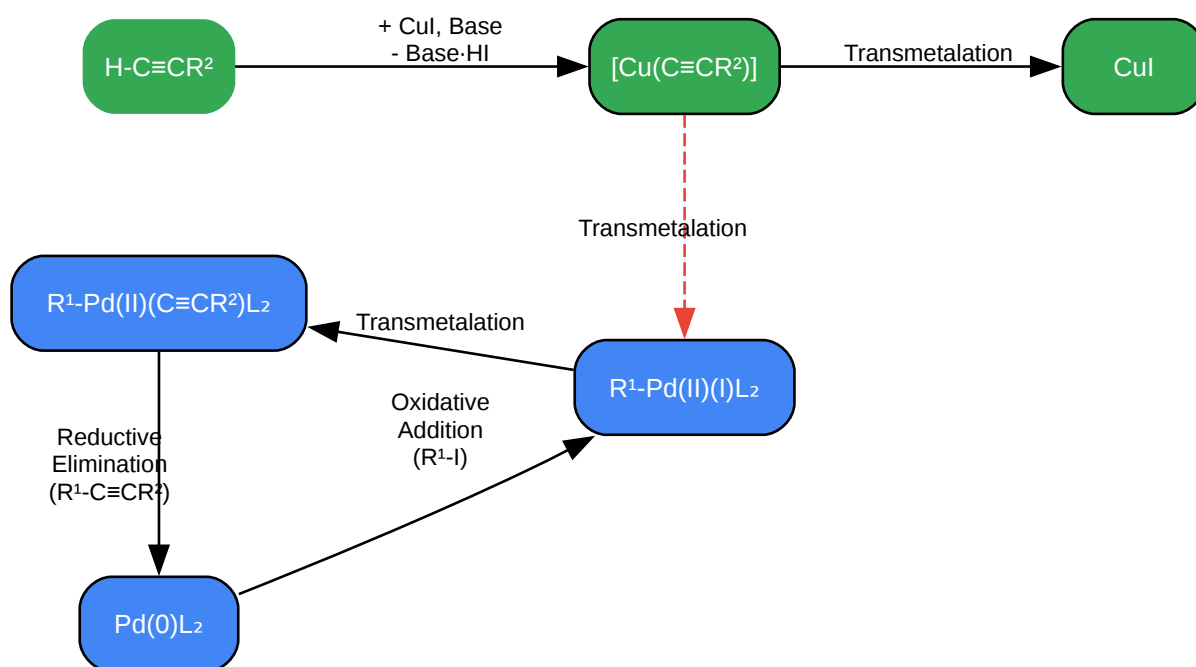 + CuI, Base
- Base·HI
H-C≡CR²
[Cu(C≡CR²)]
Transmetalation
CuI
Transmetalation
R¹-Pd(II)(C≡CR²)L₂
Transmetalation
R¹-Pd(II)(I)L₂
Oxidative
Addition
(R¹-I)
Reductive
Elimination
(R¹-C≡CR²)
Pd(0)L₂